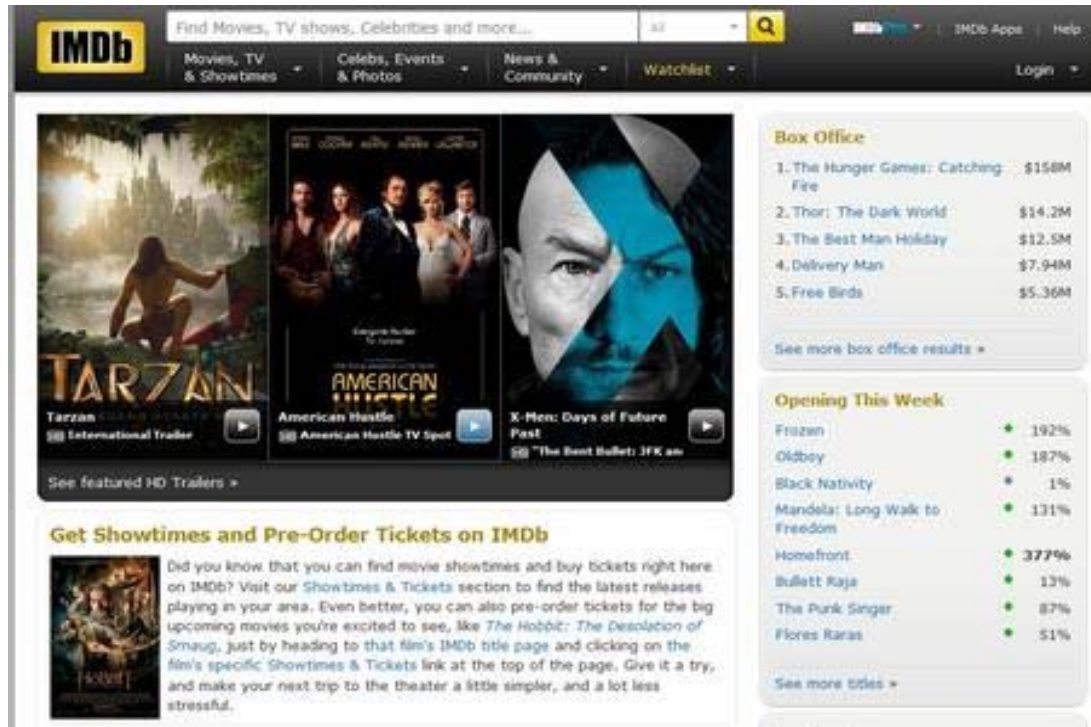 IMDb
Find Movies, TV shows, Celebrities and more...
All
IMDb Apps
Help
Movies, TV
& Showtimes
Celebs, Events
& Photos
News &
Community
Watchlist
Login
TARZAN
Tarzan
HD International Trailer
Everyone Hustles
To Survive
AMERICAN
HUSTLE
American Hustle
HD American Hustle TV Spot
X-Men: Days of Future
Past
HD "The Bent Bullet: JFK an
See featured HD Trailers »
Get Showtimes and Pre-Order Tickets on IMDb
Did you know that you can find movie showtimes and buy tickets right here
on IMDb? Visit our Showtimes & Tickets section to find the latest releases
playing in your area. Even better, you can also pre-order tickets for the big
upcoming movies you're excited to see, like The Hobbit: The Desolation of
Smaug, just by heading to that film's IMDb title page and clicking on the
film's specific Showtimes & Tickets link at the top of the page. Give it a try,
and make your next trip to the theater a little simpler, and a lot less
stressful.
HOBBIT
Box Office
1. The Hunger Games: Catching $158M
Fire
2. Thor: The Dark World $14.2M
3. The Best Man Holiday $12.5M
4. Delivery Man $7.94M
5. Free Birds $5.36M
See more box office results »
Opening This Week
Frozen 192%
Oldboy 187%
Black Nativity 1%
Mandela: Long Walk to 131%
Freedom
Homefront 377%
Bullett Raja 13%
The Punk Singer 87%
Flores Raras 51%
See more titles »